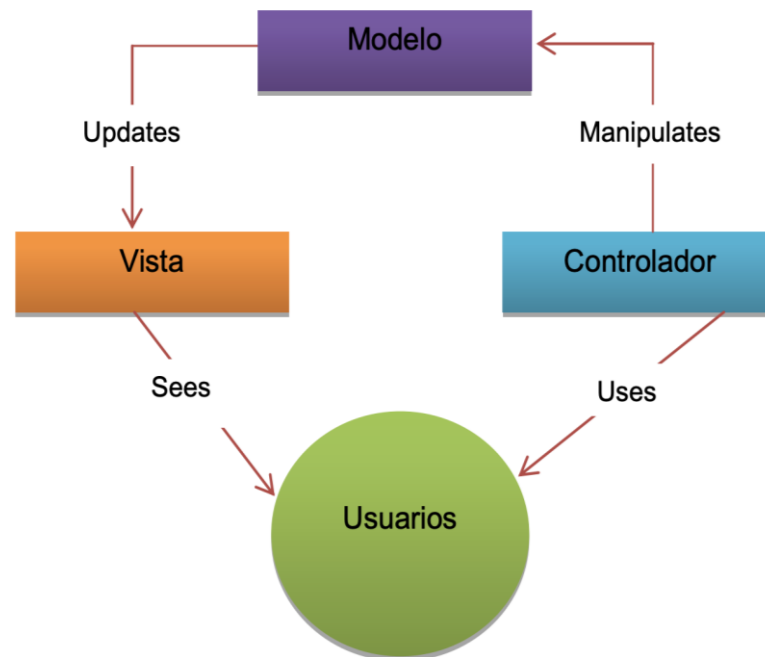 Modelo
Updates
Manipulates
Vista
Controlador
Sees
Uses
Usuarios